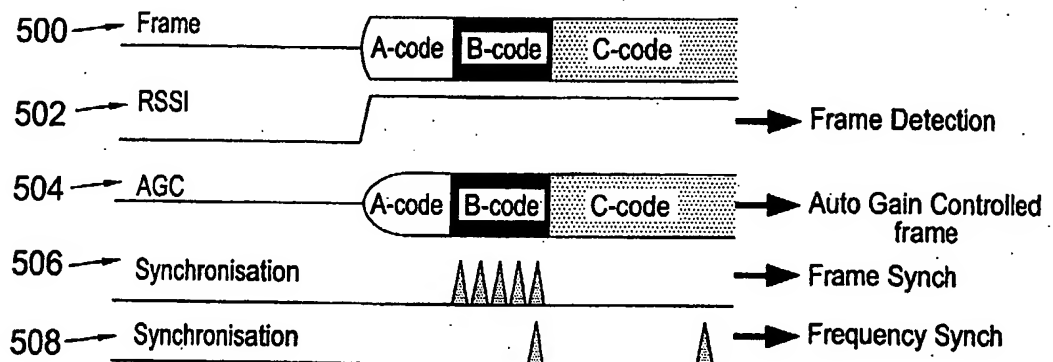 500 Frame
A-code B-code C-code
502 RSSI
Frame Detection
504 AGC
A-code B-code C-code
Auto Gain Controlled
frame
506 Synchronisation
Frame Synch
508 Synchronisation
Frequency Synch